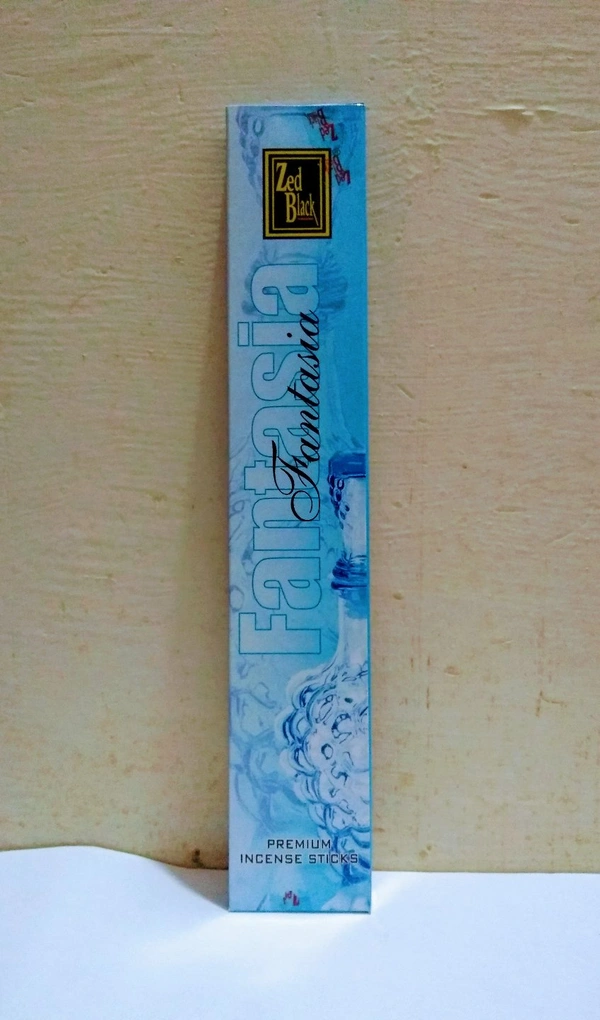 Zed
Black
Fantasia
Fantasia
PREMIUM
INCENSE STICKS